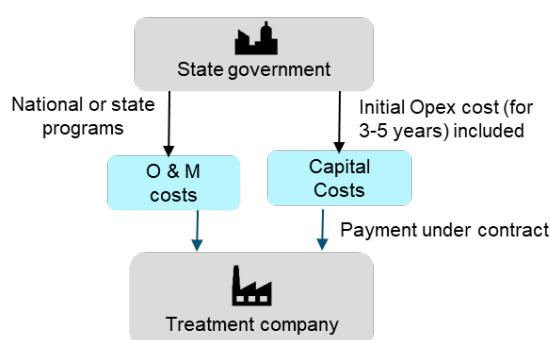 State government
National or state
programs
Initial Opex cost (for
3-5 years) included
O & M
costs
Capital
Costs
Payment under contract
Treatment company